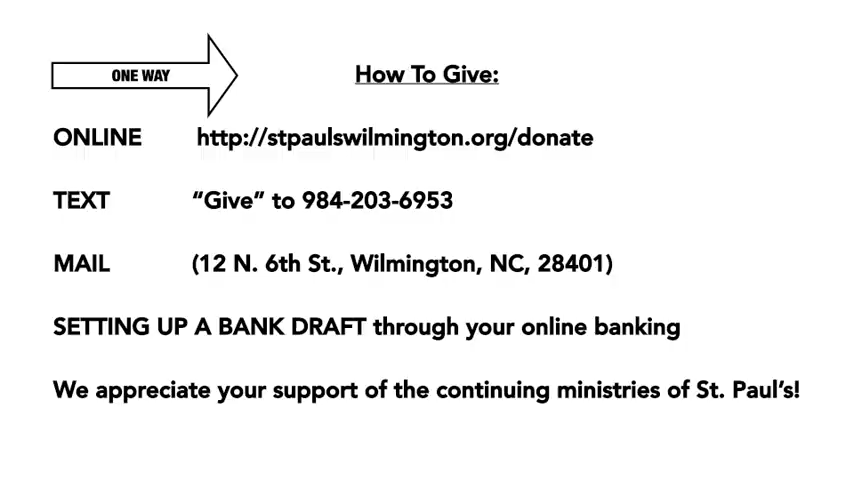 ONE WAY
How To Give:
ONLINE http://stpaulswilmington.org/donate
TEXT “Give” to 984-203-6953
MAIL (12 N. 6th St., Wilmington, NC, 28401)
SETTING UP A BANK DRAFT through your online banking
We appreciate your support of the continuing ministries of St. Paul’s!